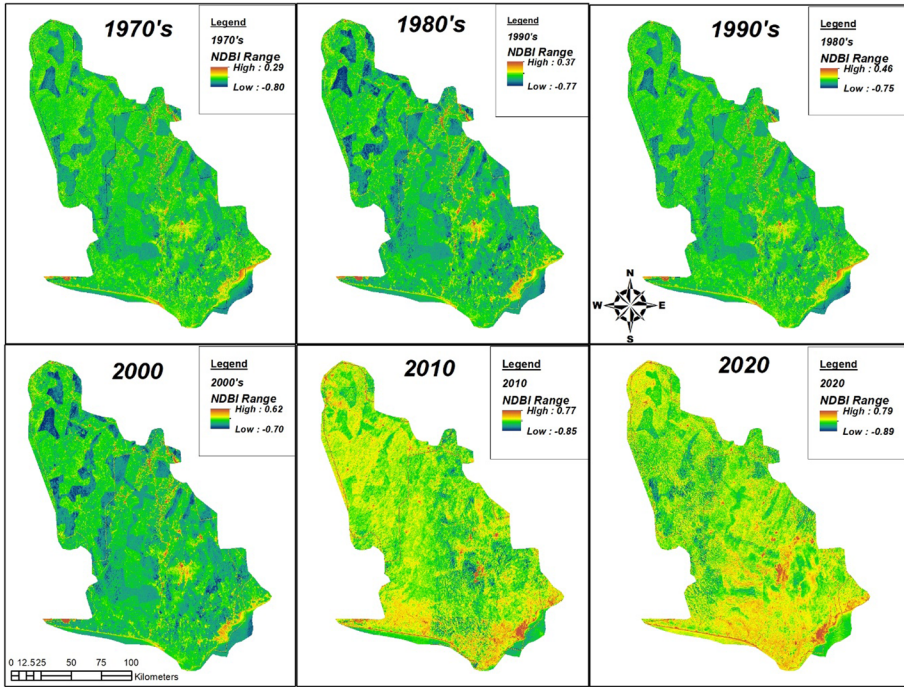 1970's
Legend
1970's
NDBI Range
High : 0.29
Low : -0.80
1980's
Legend
1990's
NDBI Range
High : 0.37
Low : -0.77
1990's
Legend
1980's
NDBI Range
High : 0.46
Low : -0.75
N
W E
S
2000
Legend
2000's
NDBI Range
High : 0.62
Low : -0.70
0 12.525 50 75 100
Kilometers
2010
Legend
2010
NDBI Range
High : 0.77
Low : -0.85
2020
Legend
2020
NDBI Range
High : 0.79
Low : -0.89